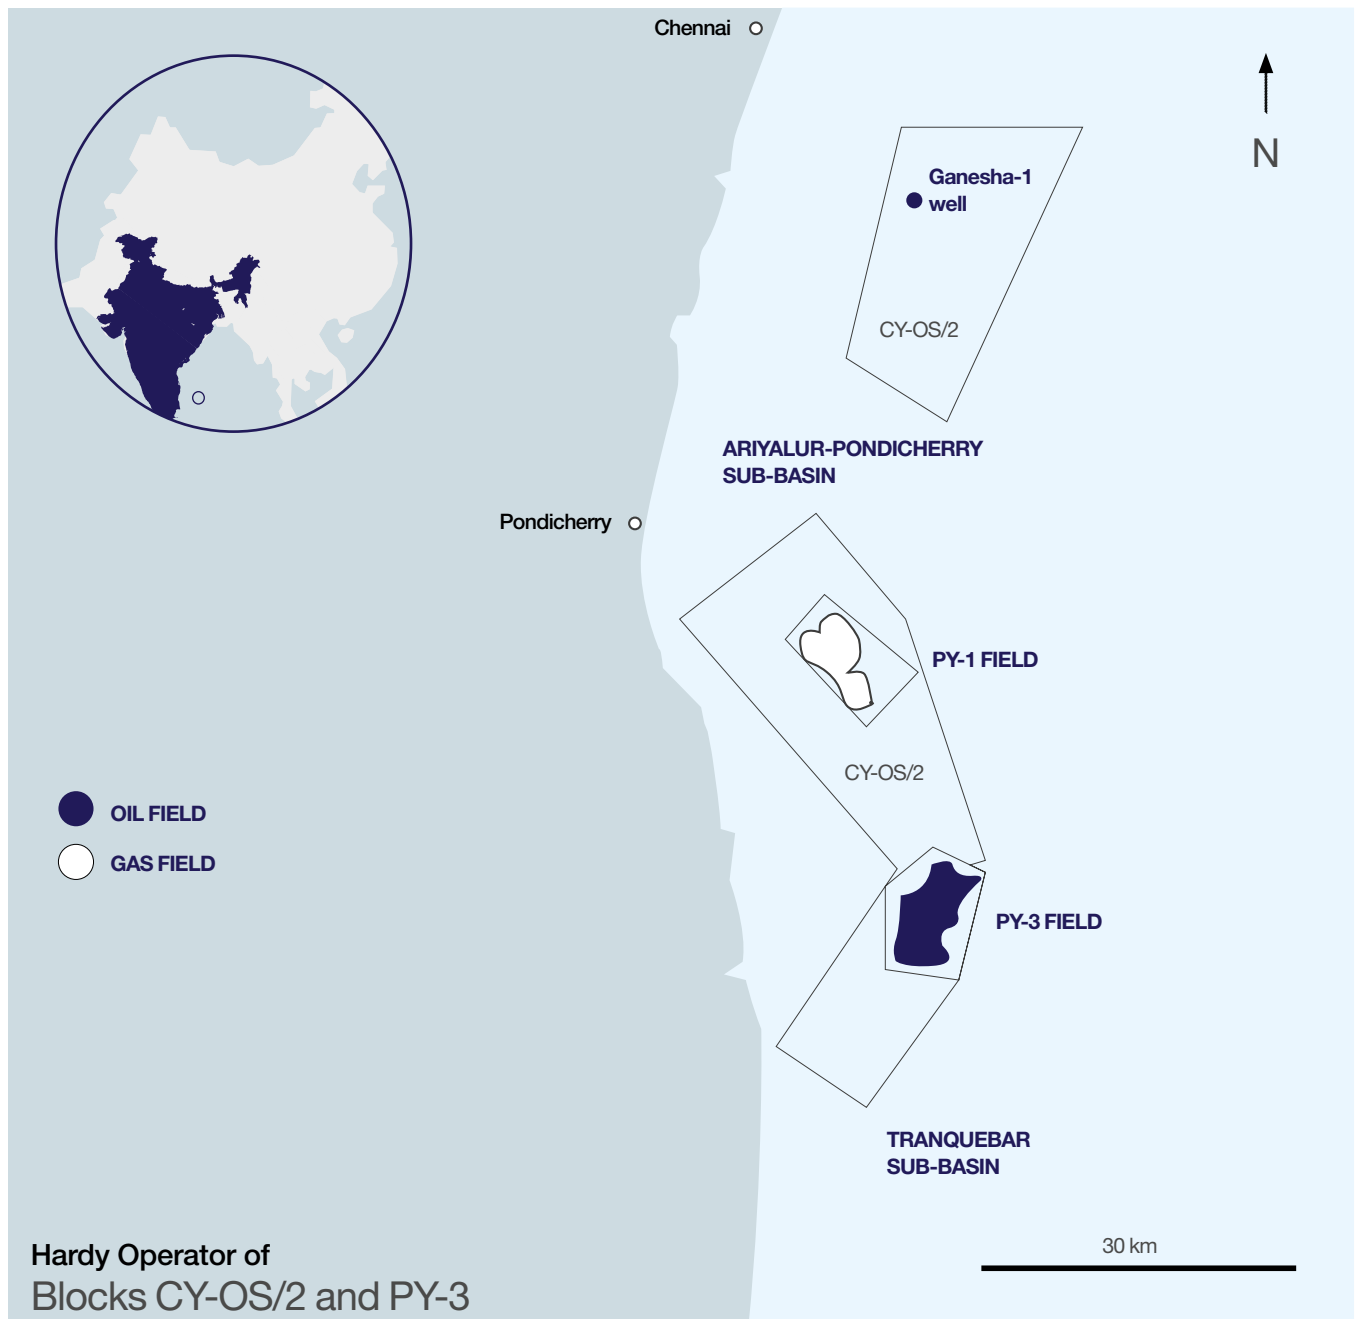 Chennai
N
Ganesha-1
well
CY-OS/2
ARIYALUR-PONDICHERRY
SUB-BASIN
Pondicherry
PY-1 FIELD
CY-OS/2
OIL FIELD
GAS FIELD
PY-3 FIELD
TRANQUEBAR
SUB-BASIN
30 km
Hardy Operator of
Blocks CY-OS/2 and PY-3